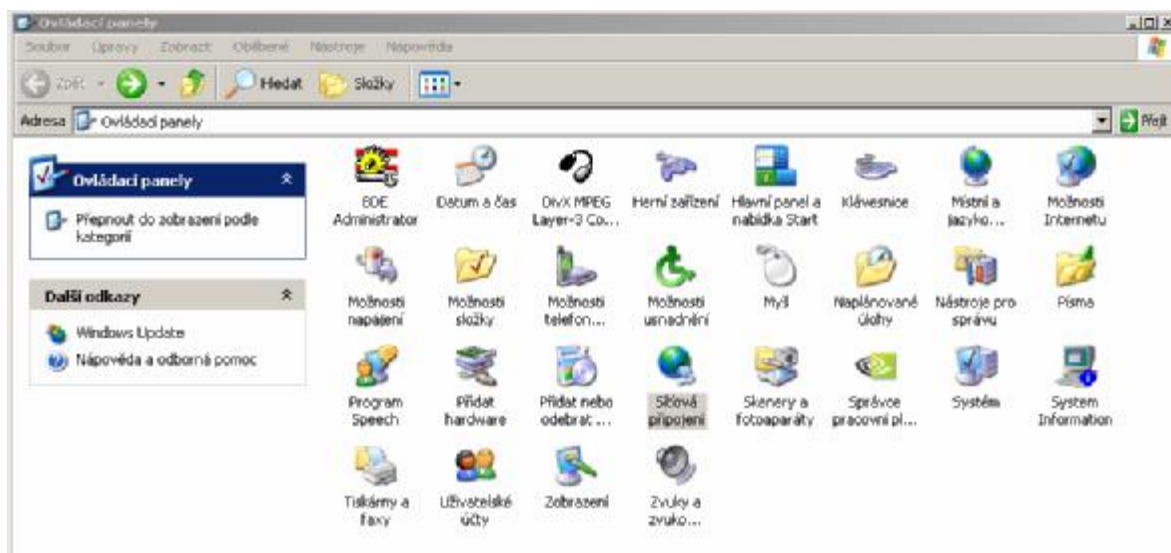 Ovládací panely
Soubor Úpravy Zobrazit Oblíbené Nástroje Nápověda
Zpět Hledat Složky
Adresa Ovládací panely Přejít
Ovládací panely
Přepnout do zobrazení podle
kategorií
Další odkazy
Windows Update
Nápověda a odborná pomoc
BDE
Administrator
Datum a čas
DivX MPEG
Layer-3 Co...
Herní zařízení
Hlavní panel a
nabídka Start
Klávesnice
Místní a
jazyko...
Možnosti
Internetu
Možnosti
napájení
Možnosti
složky
Možnosti
telefon...
Možnosti
usnadnění
Myš
Naplánované
úlohy
Nástroje pro
správu
Písma
Program
Speech
Přidat
hardware
Přidat nebo
odebrat ...
Síťová
připojení
Skenery a
fotoaparáty
Správce
pracovní pl...
Systém
System
Information
Tiskárny a
faxy
Uživatelské
účty
Zobrazení
Zvuky a
zvuko...